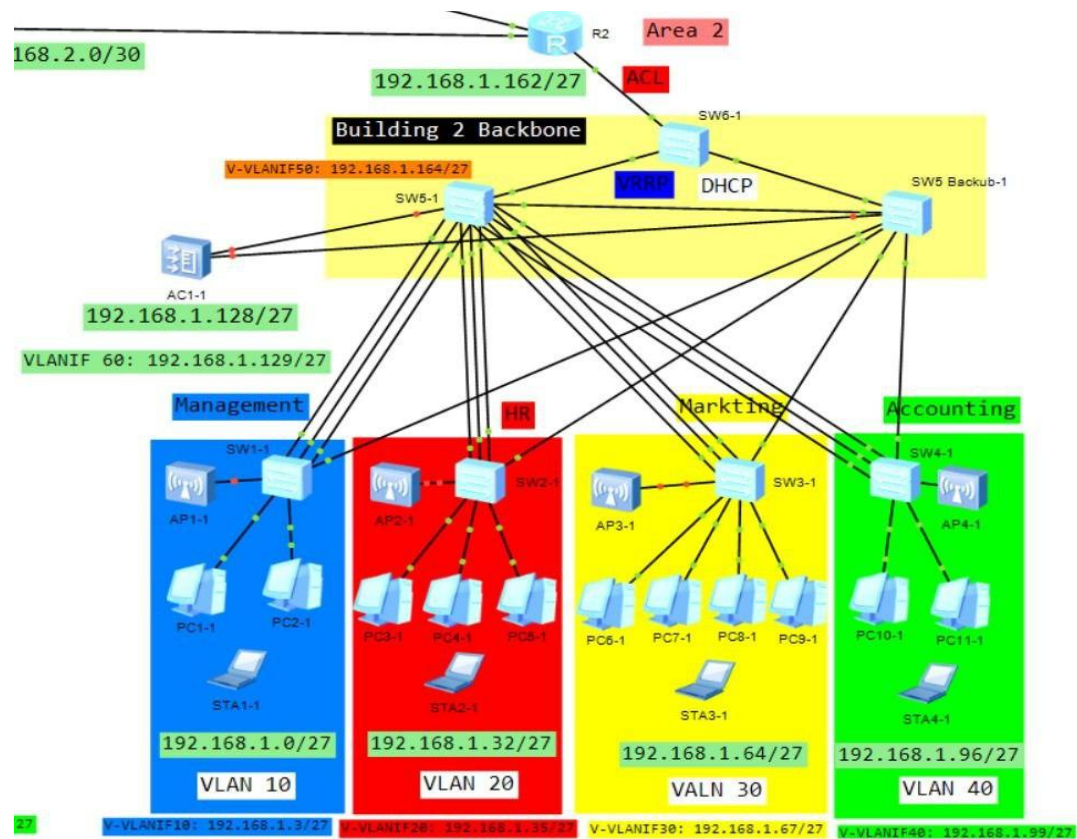 R2
Area 2
168.2.0/30
192.168.1.162/27
ACL
SW6-1
Building 2 Backbone
V-VLANIF50: 192.168.1.164/27
VRRP
DHCP
SW5 Backub-1
SW5-1
AC1-1
192.168.1.128/27
VLANIF 60: 192.168.1.129/27
Management
HR
Markting
Accounting
SW1-1
SW2-1
SW3-1
SW4-1
AP1-1
AP2-1
AP3-1
AP4-1
PC1-1
PC2-1
PC3-1
PC4-1
PC5-1
PC6-1
PC7-1
PC8-1
PC9-1
PC10-1
PC11-1
STA1-1
STA2-1
STA3-1
STA4-1
192.168.1.0/27
192.168.1.32/27
192.168.1.64/27
192.168.1.96/27
VLAN 10
VLAN 20
VALN 30
VLAN 40
27
V-VLANIF10: 192.168.1.3/27
V-VLANIF20: 192.168.1.35/27
V-VLANIF30: 192.168.1.67/27
V-VLANIF40: 192.168.1.99/27